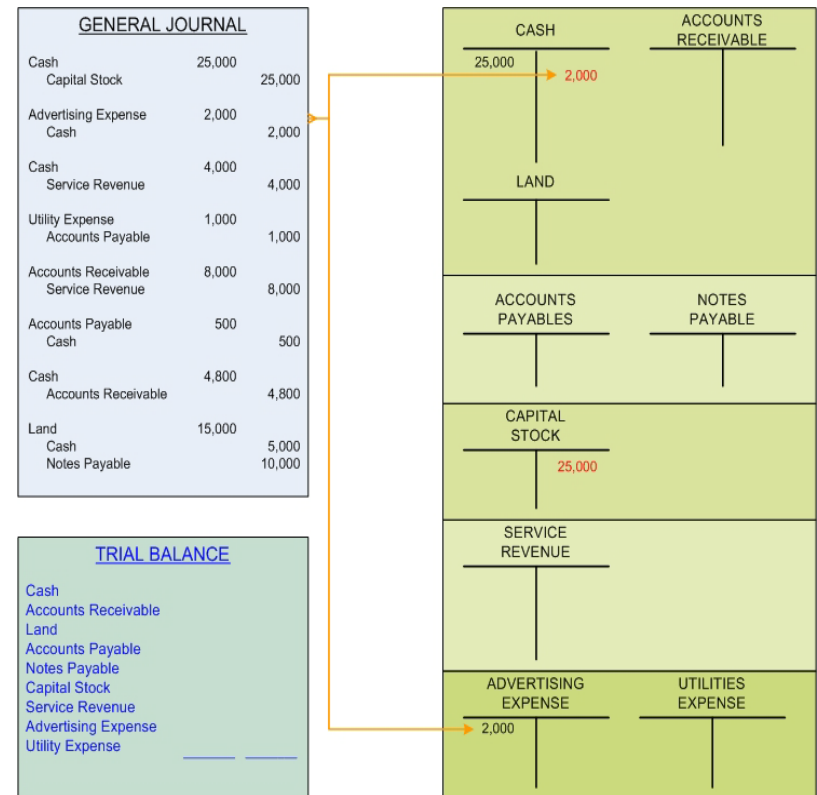 GENERAL JOURNAL
Cash 25,000
Capital Stock 25,000
Advertising Expense 2,000
Cash 2,000
Cash 4,000
Service Revenue 4,000
Utility Expense 1,000
Accounts Payable 1,000
Accounts Receivable 8,000
Service Revenue 8,000
Accounts Payable 500
Cash 500
Cash 4,800
Accounts Receivable 4,800
Land 15,000
Cash 5,000
Notes Payable 10,000
TRIAL BALANCE
Cash
Accounts Receivable
Land
Accounts Payable
Notes Payable
Capital Stock
Service Revenue
Advertising Expense
Utility Expense
CASH
25,000
2,000
ACCOUNTS
RECEIVABLE
LAND
ACCOUNTS
PAYABLES
NOTES
PAYABLE
CAPITAL
STOCK
25,000
SERVICE
REVENUE
ADVERTISING
EXPENSE
2,000
UTILITIES
EXPENSE